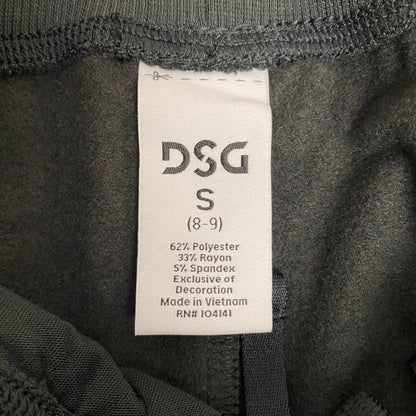 DSG
S
(8-9)
62% Polyester
33% Rayon
5% Spandex
Exclusive of
Decoration
Made in Vietnam
RN# 104141